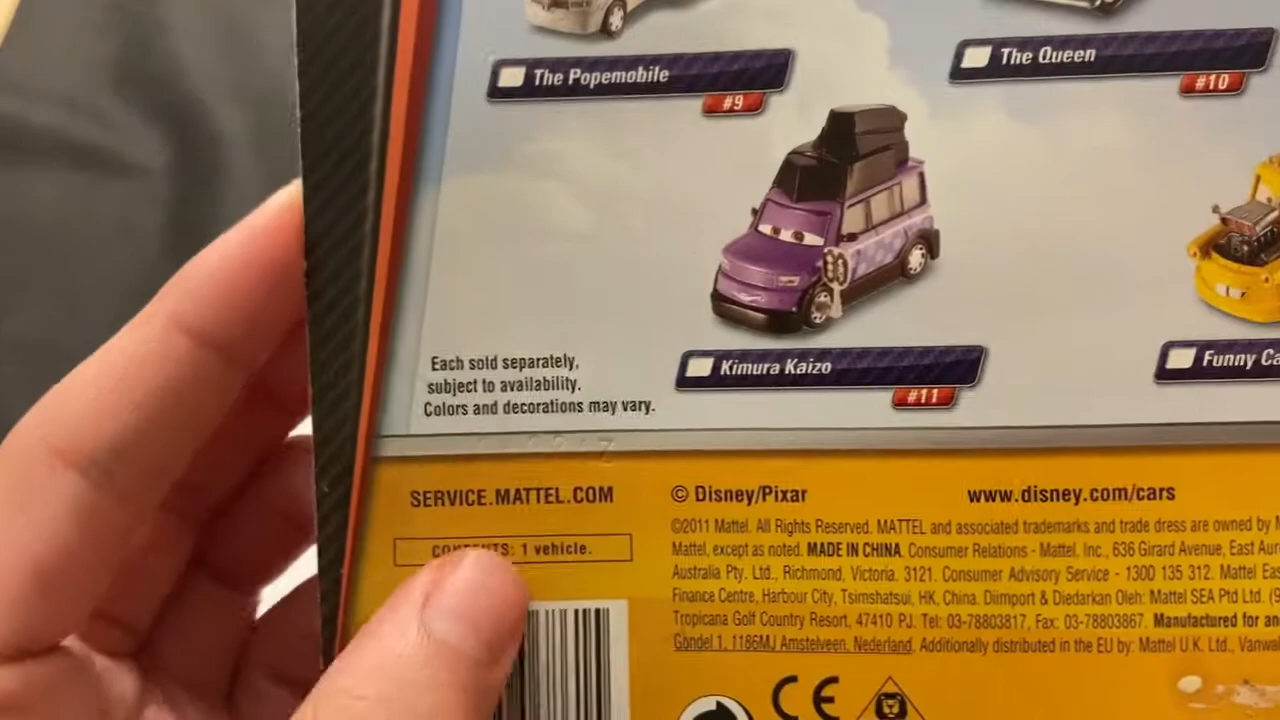 The Popemobile
#9
The Queen
#10
Kimura Kaizo
#11
Funny
Each sold separately,
subject to availability.
Colors and decorations may vary.
SERVICE.MATTEL.COM
CONTENTS: 1 vehicle.
© Disney/Pixar
www.disney.com/cars
©2011 Mattel. All Rights Reserved. MATTEL and associated trademarks and trade dress are owned by
Mattel, except as noted. MADE IN CHINA. Consumer Relations - Mattel, Inc., 636 Girard Avenue, East
Australia Pty. Ltd., Richmond, Victoria. 3121. Consumer Advisory Service - 1300 135 312. Mattel
Finance Centre, Harbour City, Tsimshatsui, HK, China. Diimport & Diedarkan Oleh: Mattel SEA Ptd Ltd.
Tropicana Golf Country Resort, 47410 PJ. Tel: 03-78803817, Fax: 03-78803867. Manufactured for
Gondel 1, 1186MJ Amstelveen, Nederland. Additionally distributed in the EU by: Mattel U.K. Ltd.,
CE